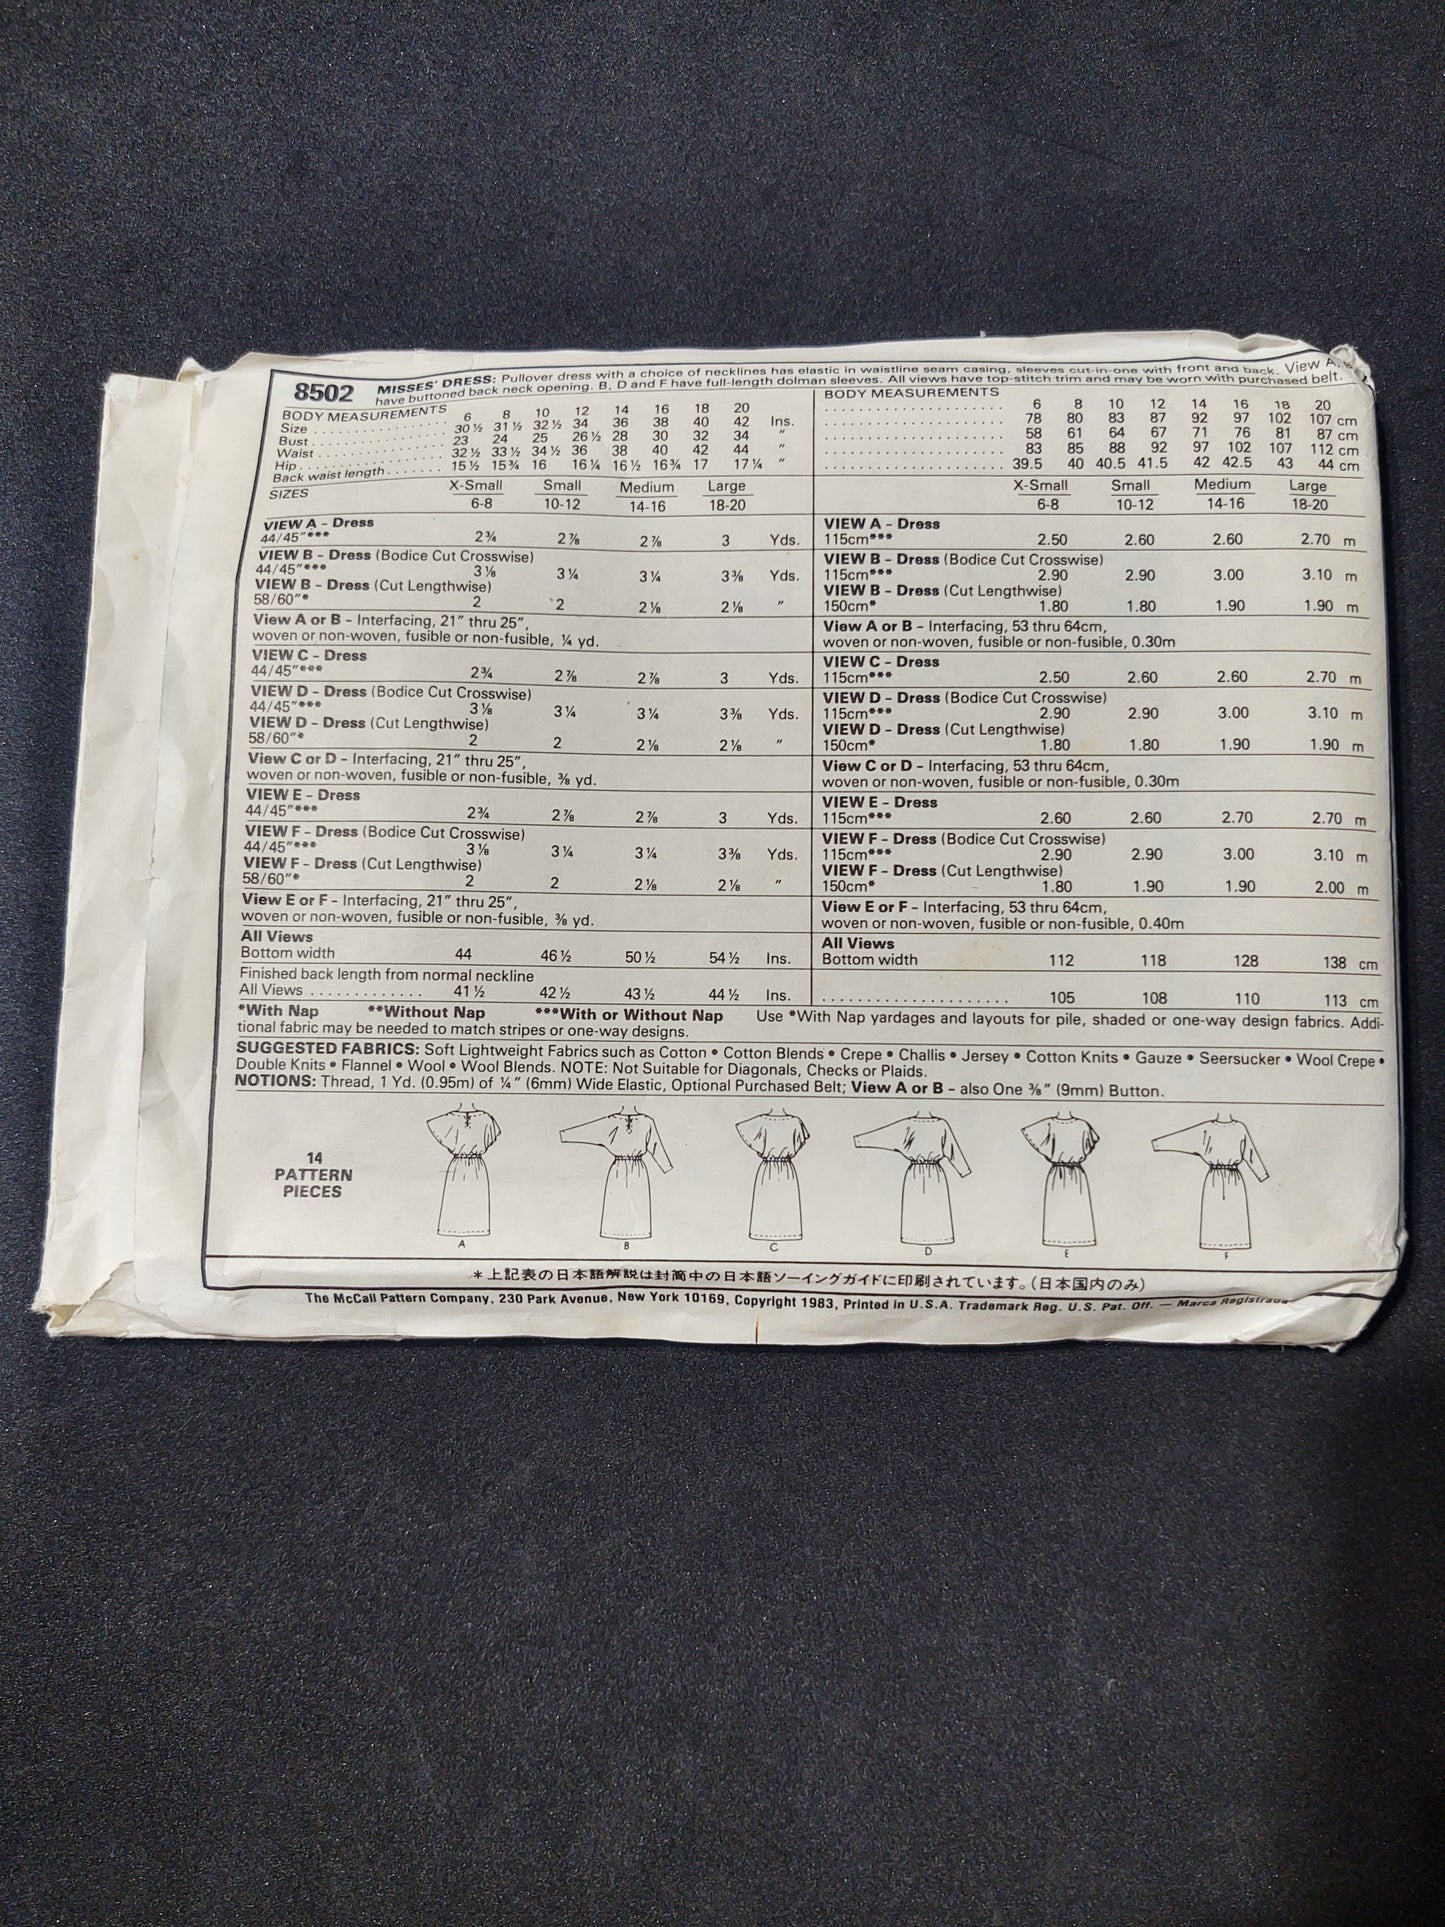 8502 MISSES' DRESS: Pullover dress with a choice of necklines has elastic in waistline seam casing, sleeves cut-in-one with front and back. View A,
have buttoned back neck opening. B, D and F have full-length dolman sleeves. All views have top-stitch trim and may be worn with purchased belt.
BODY MEASUREMENTS
Size . . . . . . . . . . . . . . 6 8 10 12 14 16 18 20
Bust . . . . . . . . . . . . . . 30½ 31½ 32½ 34 36 38 40 42 Ins.
Waist . . . . . . . . . . . . . 23 24 25 26½ 28 30 32 34 "
Hip . . . . . . . . . . . . . . . 32½ 33½ 34½ 36 38 40 42 44 "
Back waist length . . . . . . 15½ 15¾ 16 16¼ 16½ 16¾ 17 17¼ "
SIZES X-Small Small Medium Large
6-8 10-12 14-16 18-20
VIEW A – Dress
44/45"*** 2¾ 2⅞ 2⅞ 3 Yds.
VIEW B – Dress (Bodice Cut Crosswise)
44/45"*** 3⅛ 3¼ 3¼ 3⅜ Yds.
VIEW B – Dress (Cut Lengthwise)
58/60"* 2 2 2⅛ 2⅛ "
View A or B – Interfacing, 21" thru 25",
woven or non-woven, fusible or non-fusible, ¼ yd.
VIEW C – Dress
44/45"*** 2¾ 2⅞ 2⅞ 3 Yds.
VIEW D – Dress (Bodice Cut Crosswise)
44/45"*** 3⅛ 3¼ 3¼ 3⅜ Yds.
VIEW D – Dress (Cut Lengthwise)
58/60"* 2 2 2⅛ 2⅛ "
View C or D – Interfacing, 21" thru 25",
woven or non-woven, fusible or non-fusible, ⅜ yd.
VIEW E – Dress
44/45"*** 2¾ 2⅞ 2⅞ 3 Yds.
VIEW F – Dress (Bodice Cut Crosswise)
44/45"*** 3⅛ 3¼ 3¼ 3⅜ Yds.
VIEW F – Dress (Cut Lengthwise)
58/60"* 2 2 2⅛ 2⅛ "
View E or F – Interfacing, 21" thru 25",
woven or non-woven, fusible or non-fusible, ⅜ yd.
All Views
Bottom width 44 46½ 50½ 54½ Ins.
Finished back length from normal neckline
All Views . . . . . . . . . . . . . 41½ 42½ 43½ 44½ Ins.
BODY MEASUREMENTS
. . . . . . . . . . . . . . . . . . . . . 6 8 10 12 14 16 18 20
. . . . . . . . . . . . . . . . . . . . . 78 80 83 87 92 97 102 107 cm
. . . . . . . . . . . . . . . . . . . . . 58 61 64 67 71 76 81 87 cm
. . . . . . . . . . . . . . . . . . . . . 83 85 88 92 97 102 107 112 cm
. . . . . . . . . . . . . . . . . . . . . 39.5 40 40.5 41.5 42 42.5 43 44 cm
X-Small Small Medium Large
6-8 10-12 14-16 18-20
VIEW A – Dress
115cm*** 2.50 2.60 2.60 2.70 m
VIEW B – Dress (Bodice Cut Crosswise)
115cm*** 2.90 2.90 3.00 3.10 m
VIEW B – Dress (Cut Lengthwise)
150cm* 1.80 1.80 1.90 1.90 m
View A or B – Interfacing, 53 thru 64cm,
woven or non-woven, fusible or non-fusible, 0.30m
VIEW C – Dress
115cm*** 2.50 2.60 2.60 2.70 m
VIEW D – Dress (Bodice Cut Crosswise)
115cm*** 2.90 2.90 3.00 3.10 m
VIEW D – Dress (Cut Lengthwise)
150cm* 1.80 1.80 1.90 1.90 m
View C or D – Interfacing, 53 thru 64cm,
woven or non-woven, fusible or non-fusible, 0.30m
VIEW E – Dress
115cm*** 2.60 2.60 2.70 2.70 m
VIEW F – Dress (Bodice Cut Crosswise)
115cm*** 2.90 2.90 3.00 3.10 m
VIEW F – Dress (Cut Lengthwise)
150cm* 1.80 1.90 1.90 2.00 m
View E or F – Interfacing, 53 thru 64cm,
woven or non-woven, fusible or non-fusible, 0.40m
All Views
Bottom width 112 118 128 138 cm
. . . . . . . . . . . . . . . . . . . . . 105 108 110 113 cm
*With Nap **Without Nap ***With or Without Nap Use *With Nap yardages and layouts for pile, shaded or one-way design fabrics. Addi-
tional fabric may be needed to match stripes or one-way designs.
SUGGESTED FABRICS: Soft Lightweight Fabrics such as Cotton • Cotton Blends • Crepe • Challis • Jersey • Cotton Knits • Gauze • Seersucker • Wool Crepe •
Double Knits • Flannel • Wool • Wool Blends. NOTE: Not Suitable for Diagonals, Checks or Plaids.
NOTIONS: Thread, 1 Yd. (0.95m) of ¼" (6mm) Wide Elastic, Optional Purchased Belt; View A or B – also One ⅜" (9mm) Button.
14
PATTERN
PIECES
A B C D E F
*上記表の日本語解説は封筒中の日本語ソーイングガイドに印刷されています。(日本国内のみ)
The McCall Pattern Company, 230 Park Avenue, New York 10169, Copyright 1983, Printed in U.S.A. Trademark Reg. U.S. Pat. Off. — Marca Registrada